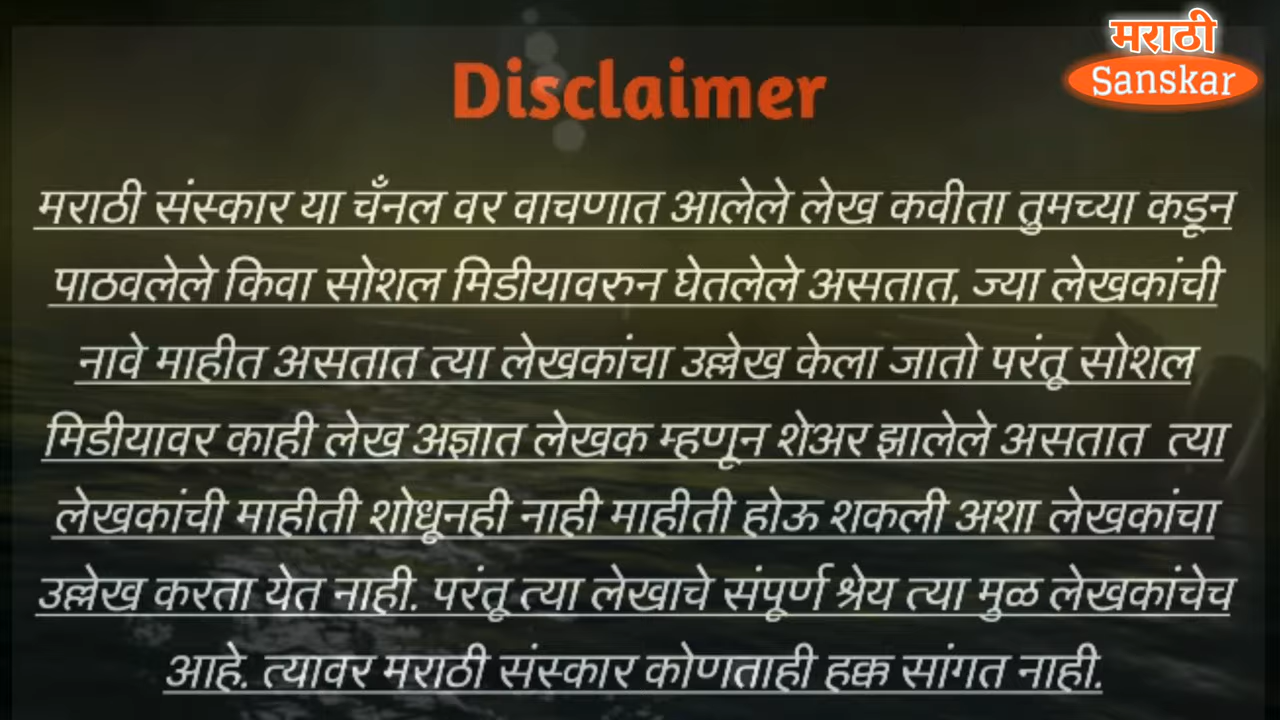 मराठी
Sanskar
Disclaimer
मराठी संस्कार या चँनल वर वाचणात आलेले लेख कवीता तुमच्या कडून
पाठवलेले किवा सोशल मिडीयावरुन घेतलेले असतात, ज्या लेखकांची
नावे माहीत असतात त्या लेखकांचा उल्लेख केला जातो परंतू सोशल
मिडीयावर काही लेख अज्ञात लेखक म्हणून शेअर झालेले असतात त्या
लेखकांची माहीती शोधूनही नाही माहीती होऊ शकली अशा लेखकांचा
उल्लेख करता येत नाही. परंतू त्या लेखाचे संपूर्ण श्रेय त्या मुळ लेखकांचेच
आहे. त्यावर मराठी संस्कार कोणताही हक्क सांगत नाही.